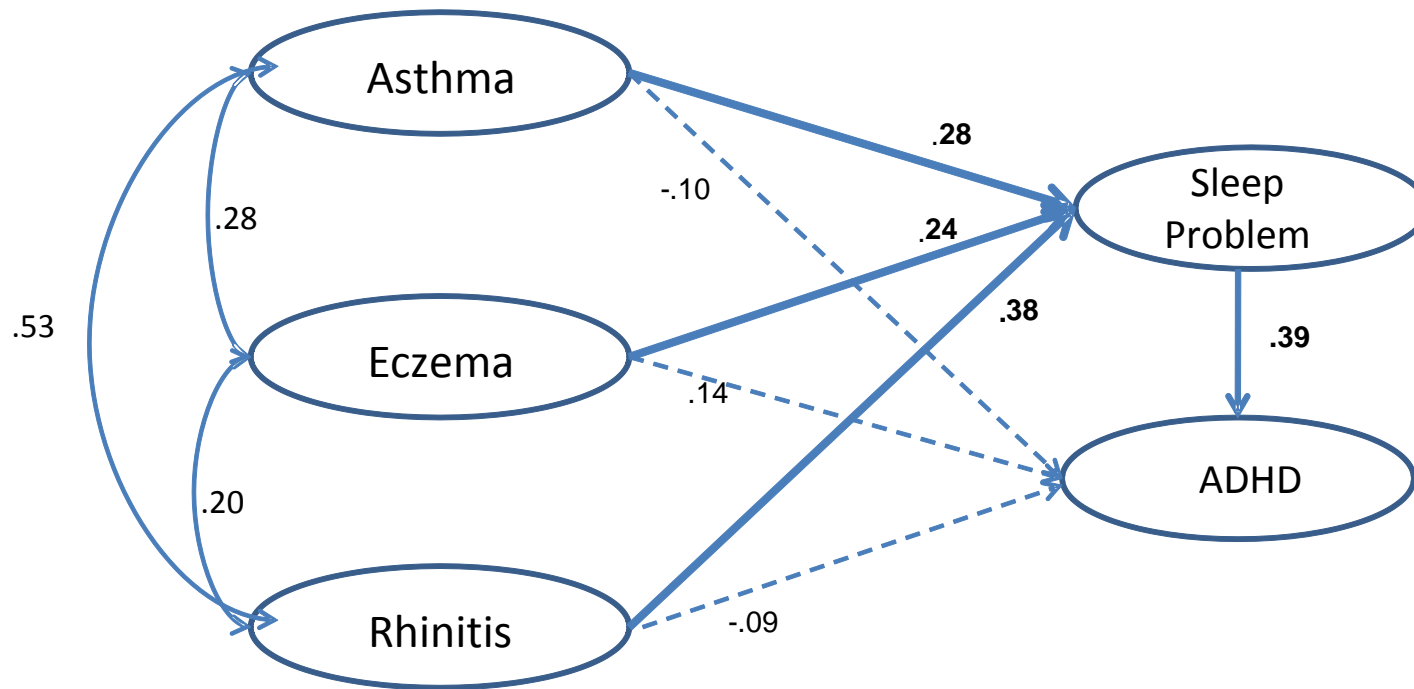 Asthma
.28
-.10
Sleep
Problem
.28
.24
.53
.38
.39
Eczema
.14
.20
ADHD
Rhinitis
-.09